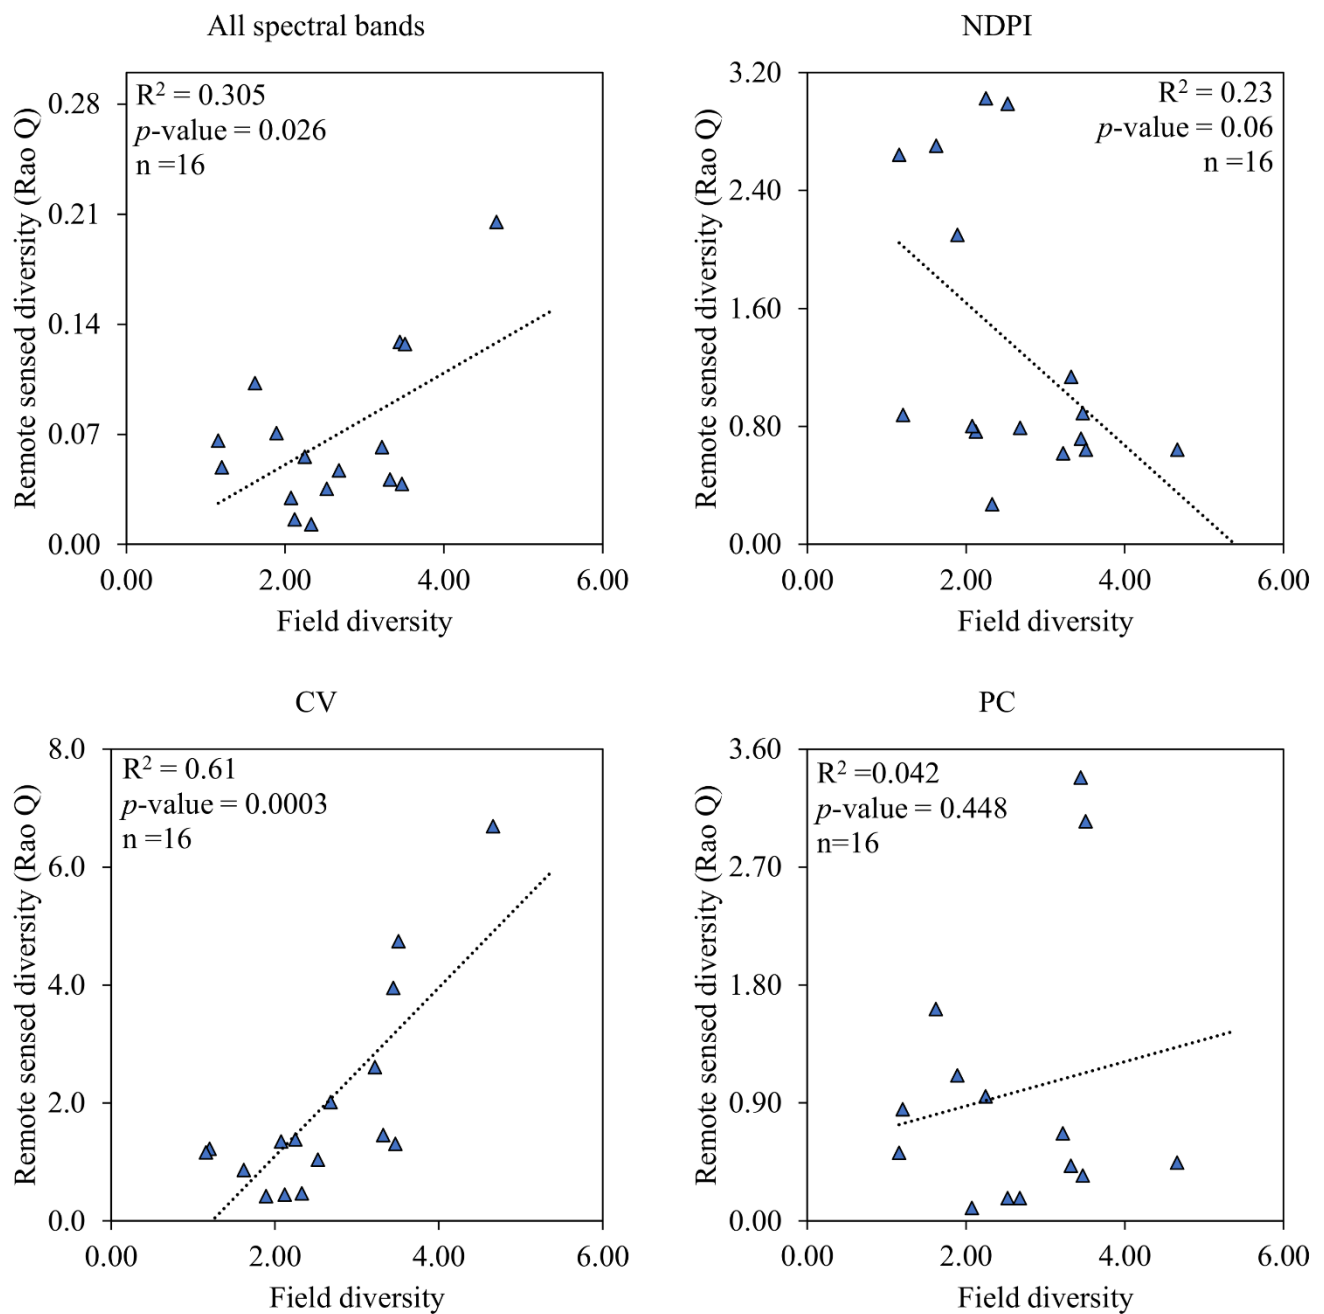 All spectral bands
R² = 0.305
p-value = 0.026
n =16
Remote sensed diversity (Rao Q)
0.28
0.21
0.14
0.07
0.00
0.00 2.00 4.00 6.00
Field diversity
NDPI
R² = 0.23
p-value = 0.06
n =16
Remote sensed diversity (Rao Q)
3.20
2.40
1.60
0.80
0.00
0.00 2.00 4.00 6.00
Field diversity
CV
R² = 0.61
p-value = 0.0003
n =16
Remote sensed diversity (Rao Q)
8.0
6.0
4.0
2.0
0.0
0.00 2.00 4.00 6.00
Field diversity
PC
R² =0.042
p-value = 0.448
n=16
Remote sensed diversity (Rao Q)
3.60
2.70
1.80
0.90
0.00
0.00 2.00 4.00 6.00
Field diversity